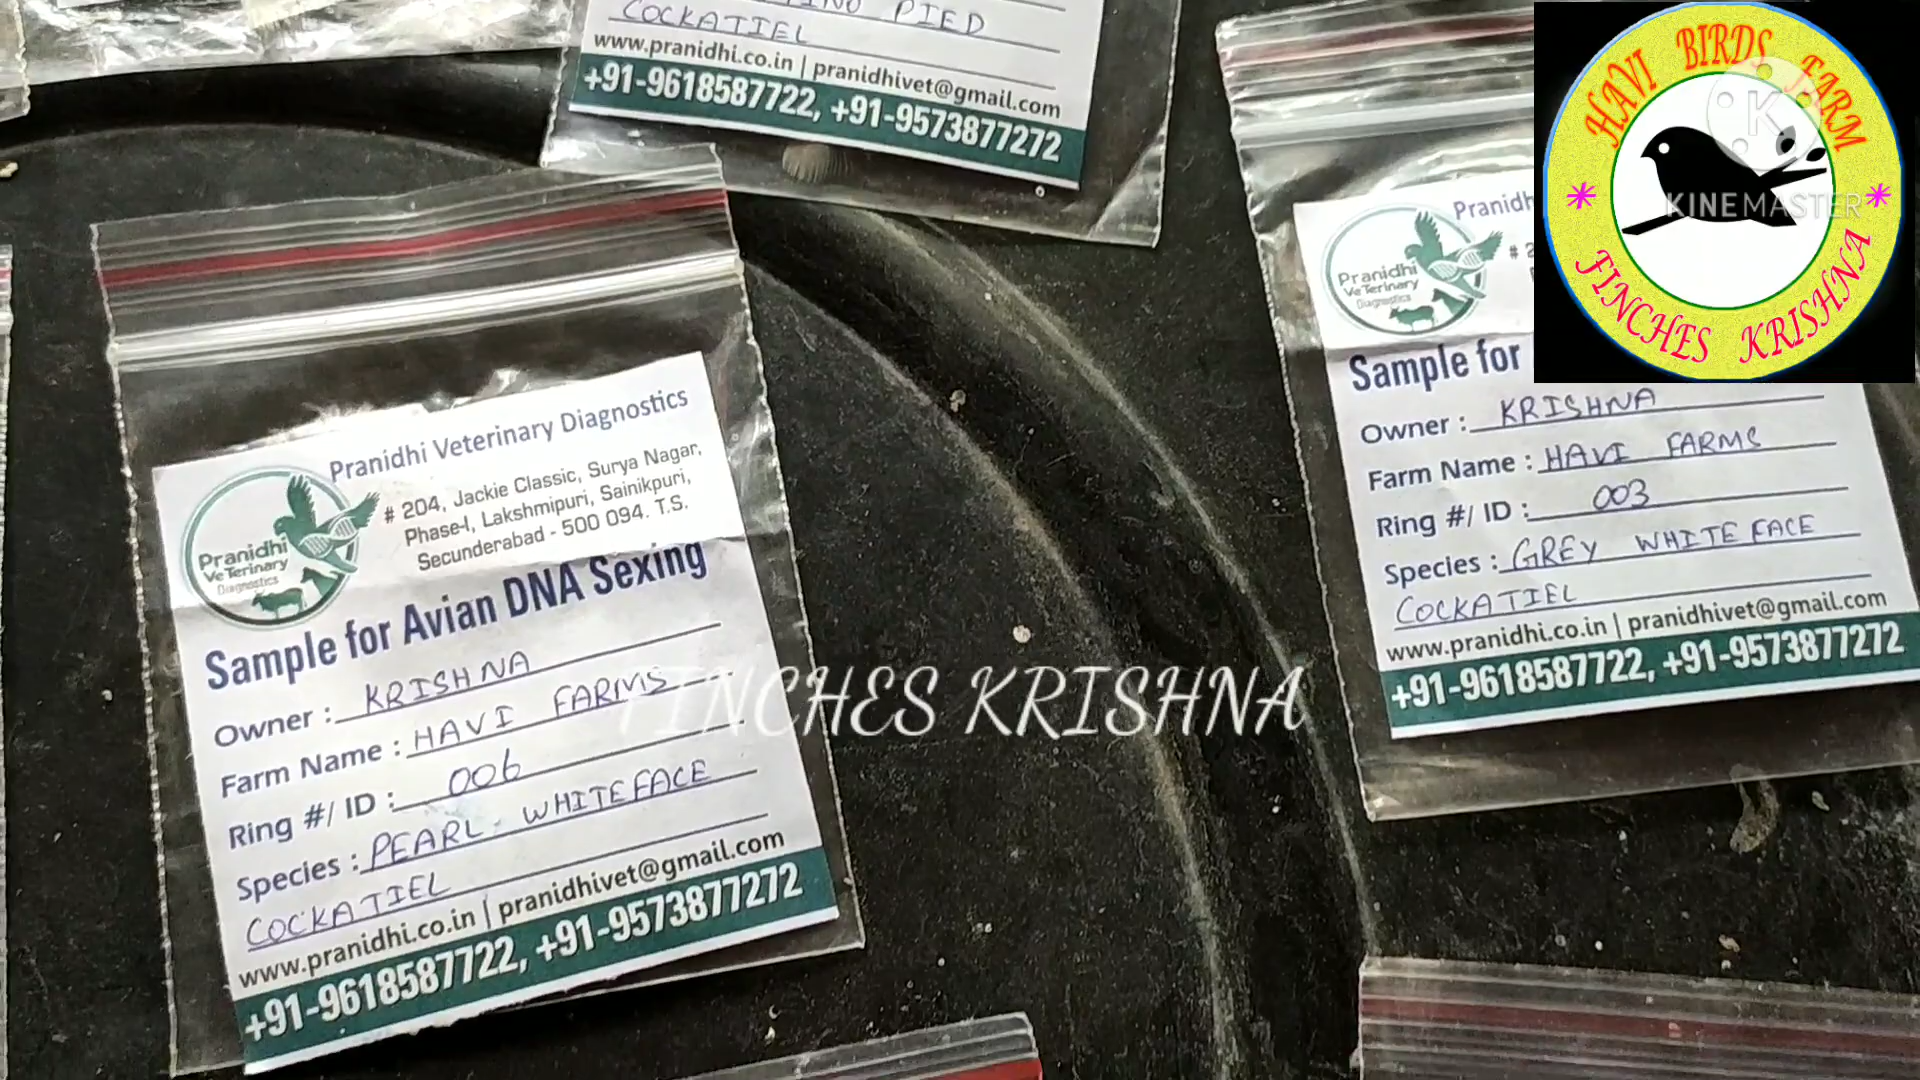 PIED
COCKATIEL
www.pranidhi.co.in | pranidhivet@gmail.com
+91-9618587722, +91-9573877272
HAVI BIRDS FARM
FINCHES KRISHNA
K
KINEMASTER
Pranidhi Veterinary Diagnostics
# 204, Jackie Classic, Surya Nagar,
Phase-I, Lakshmipuri, Sainikpuri,
Secunderabad - 500 094. T.S.
Pranidhi
VeTerinary
Diagnostics
Sample for Avian DNA Sexing
Owner : KRISHNA
Farm Name : HAVI FARMS
Ring #/ ID : 006
Species : PEARL WHITEFACE
COCKATIEL
www.pranidhi.co.in | pranidhivet@gmail.com
+91-9618587722, +91-9573877272
FINCHES KRISHNA
Pranidhi
VeTerinary
Diagnostics
Sample for
Owner : KRISHNA
Farm Name : HAVI FARMS
Ring #/ ID : 003
Species : GREY WHITE FACE
COCKATIEL
www.pranidhi.co.in | pranidhivet@gmail.com
+91-9618587722, +91-9573877272